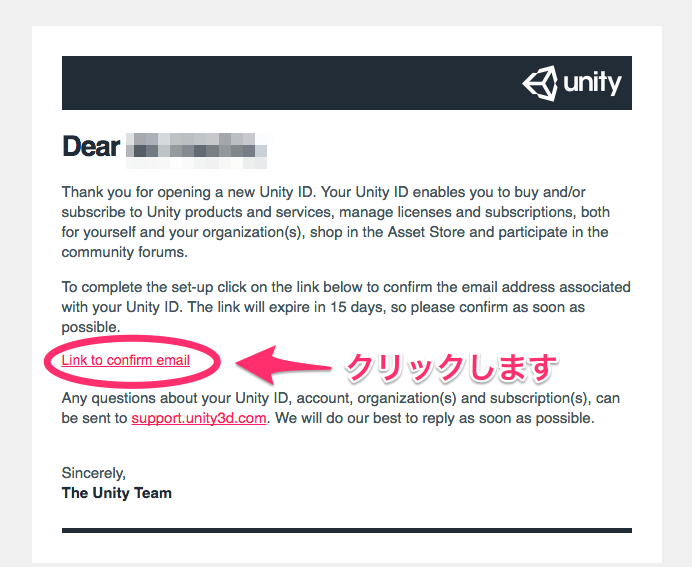 unity
Dear
Thank you for opening a new Unity ID. Your Unity ID enables you to buy and/or
subscribe to Unity products and services, manage licenses and subscriptions, both
for yourself and your organization(s), shop in the Asset Store and participate in the
community forums.
To complete the set-up click on the link below to confirm the email address associated
with your Unity ID. The link will expire in 15 days, so please confirm as soon as
possible.
Link to confirm email
クリックします
Any questions about your Unity ID, account, organization(s) and subscription(s), can
be sent to support.unity3d.com. We will do our best to reply as soon as possible.
Sincerely,
The Unity Team